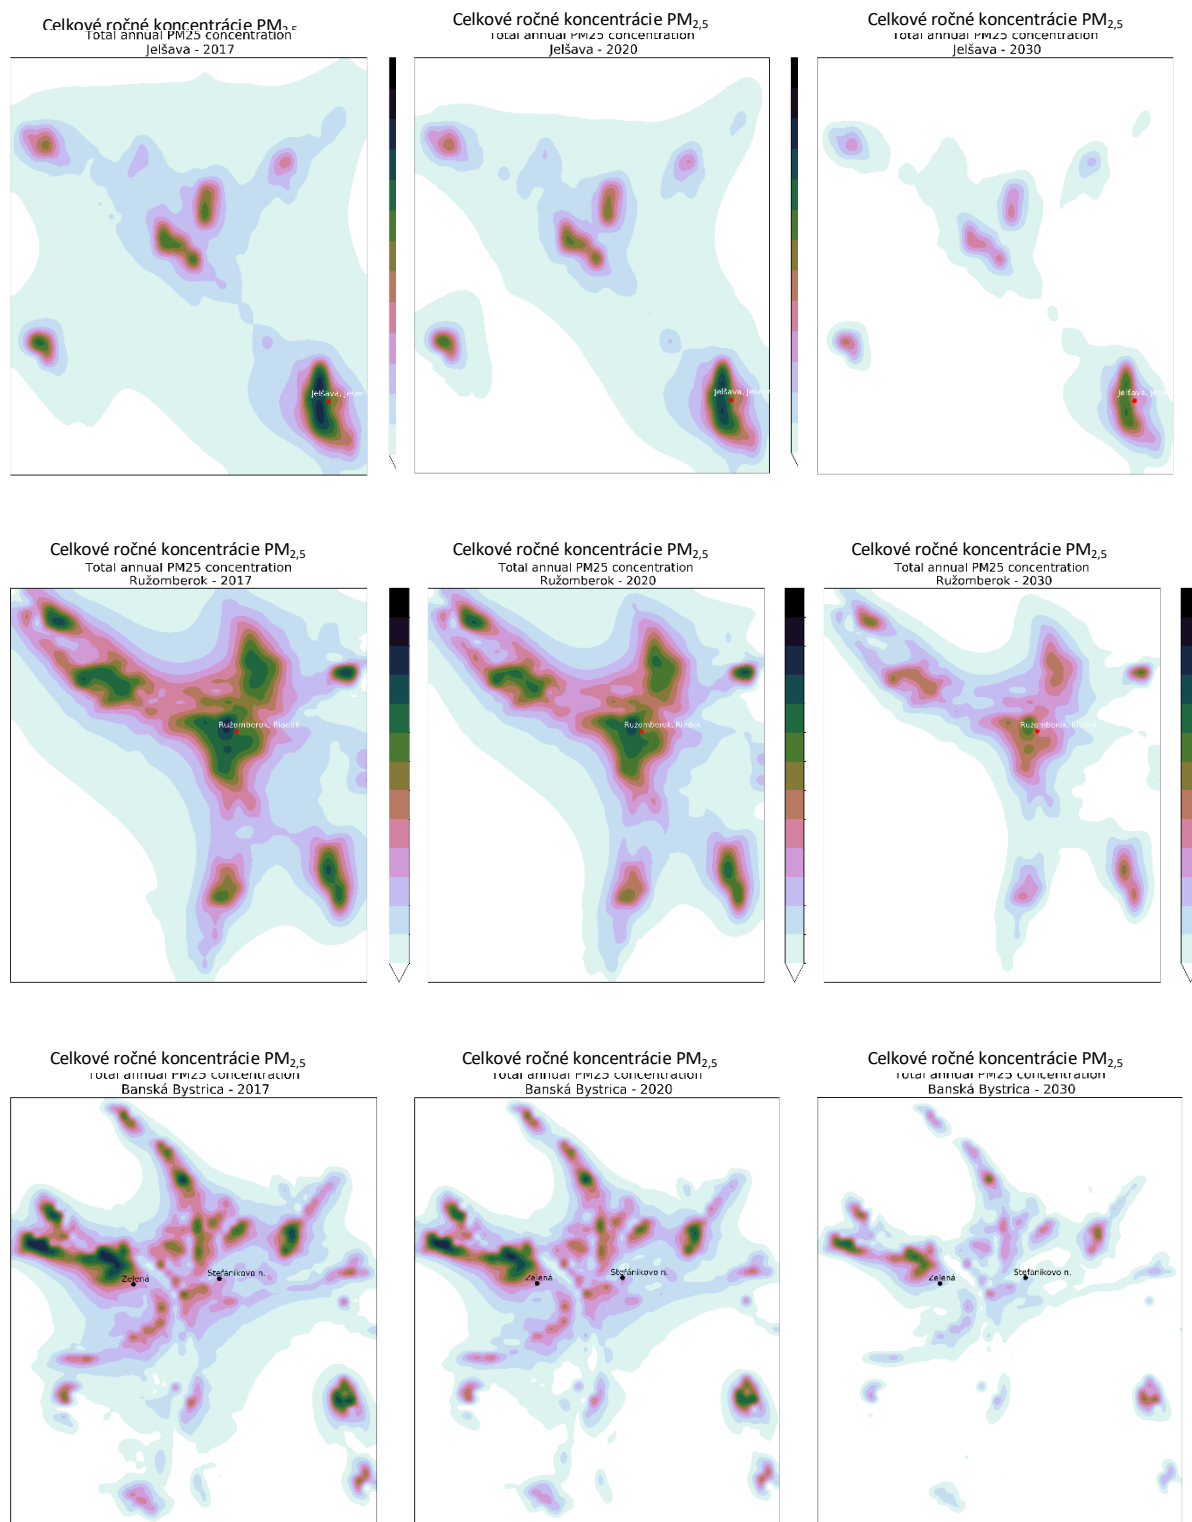 Celkové ročné koncentrácie PM2,5
Total annual PM25 concentration
Jelšava - 2017
Celkové ročné koncentrácie PM2,5
Total annual PM25 concentration
Jelšava - 2020
Celkové ročné koncentrácie PM2,5
Total annual PM25 concentration
Jelšava - 2030
Jelšava,
Jelšava,
Jelšava,
Celkové ročné koncentrácie PM2,5
Total annual PM25 concentration
Ružomberok - 2017
Celkové ročné koncentrácie PM2,5
Total annual PM25 concentration
Ružomberok - 2020
Celkové ročné koncentrácie PM2,5
Total annual PM25 concentration
Ružomberok - 2030
Ružomberok, Riadok
Ružomberok, Riadok
Ružomberok, Riadok
Celkové ročné koncentrácie PM2,5
Total annual PM25 concentration
Banská Bystrica - 2017
Celkové ročné koncentrácie PM2,5
Total annual PM25 concentration
Banská Bystrica - 2020
Celkové ročné koncentrácie PM2,5
Total annual PM25 concentration
Banská Bystrica - 2030
Zelená
Štefánikovo n.
Zelená
Štefánikovo n.
Zelená
Štefánikovo n.